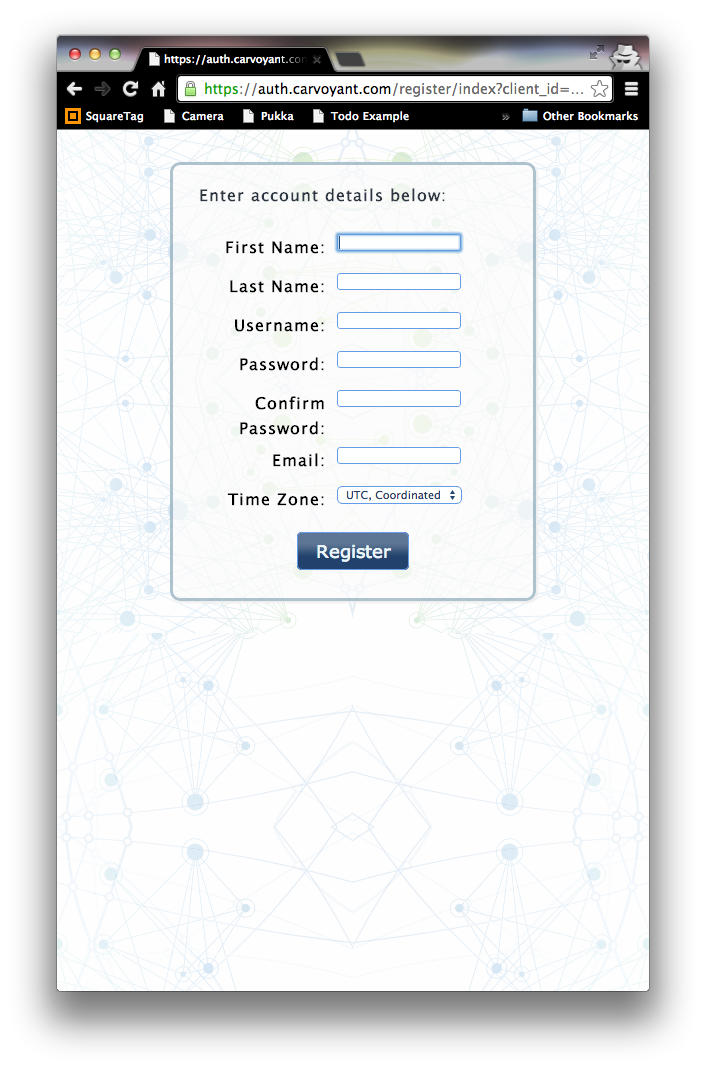 https://auth.carvoyant.con
https://auth.carvoyant.com/register/index?client_id=...
SquareTag Camera Pukka Todo Example » Other Bookmarks
Enter account details below:
First Name:
Last Name:
Username:
Password:
Confirm
Password:
Email:
Time Zone: UTC, Coordinated
Register